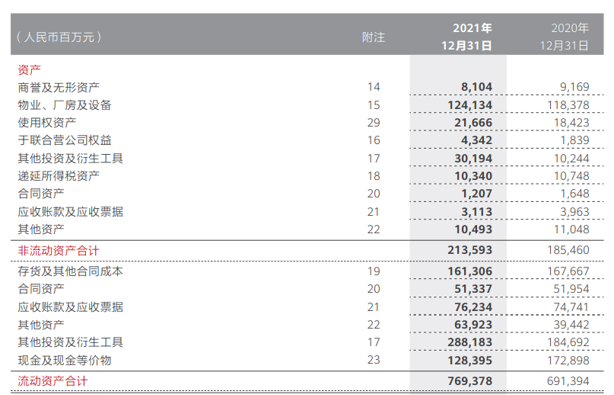 2021年 2020年
（人民币百万元） 附注 12月31日 12月31日
资产
商誉及无形资产 14 8,104 9,169
物业、厂房及设备 15 124,134 118,378
使用权资产 29 21,666 18,423
于联合营公司权益 16 4,342 1,839
其他投资及衍生工具 17 30,194 10,244
递延所得税资产 18 10,340 10,748
合同资产 20 1,207 1,648
应收账款及应收票据 21 3,113 3,963
其他资产 22 10,493 11,048
非流动资产合计 213,593 185,460
存货及其他合同成本 19 161,306 167,667
合同资产 20 51,337 51,954
应收账款及应收票据 21 76,234 74,741
其他资产 22 63,923 39,442
其他投资及衍生工具 17 288,183 184,692
现金及现金等价物 23 128,395 172,898
流动资产合计 769,378 691,394